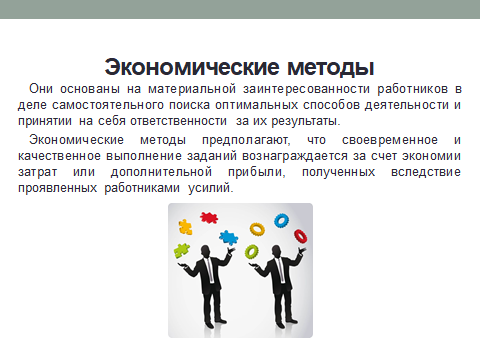 Экономические методы
Они основаны на материальной заинтересованности работников в
деле самостоятельного поиска оптимальных способов деятельности и
принятии на себя ответственности за их результаты.
Экономические методы предполагают, что своевременное и
качественное выполнение заданий вознаграждается за счет экономии
затрат или дополнительной прибыли, полученных вследствие
проявленных работниками усилий.